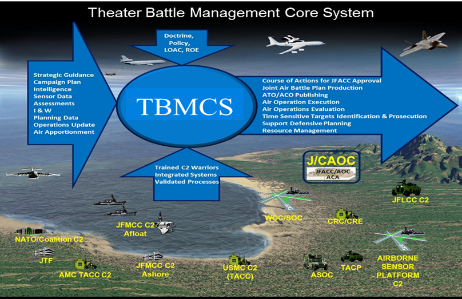 Theater Battle Management Core System
Doctrine,
Policy,
LOAC, ROE
Strategic Guidance
Campaign Plan
Intelligence
Sensor Data
Assessments
I & W
Planning Data
Operations Update
Air Apportionment
TBMCS
Course of Actions for JFACC Approval
Joint Air Battle Plan Production
ATO/ACO Publishing
Air Operation Execution
Air Operations Evaluation
Time Sensitive Targets Identification & Prosecution
Support Defensive Planning
Resource Management
Trained C2 Warriors
Integrated Systems
Validated Processes
J/CAOC
JFACC/AOC
ACA
JFLCC C2
WOC/SOC
CRC/CRE
JFMCC C2
Afloat
NATO/Coalition C2
JTF
AMC TACC C2
JFMCC C2
Ashore
USMC C2
(TACC)
ASOC
TACP
AIRBORNE
SENSOR
PLATFORM
C2